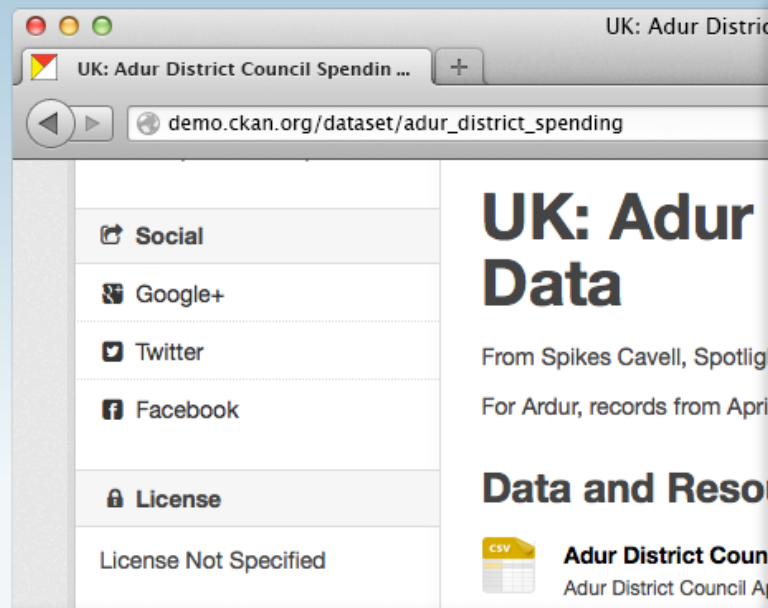 UK: Adur Distric
UK: Adur District Council Spendin ...
demo.ckan.org/dataset/adur_district_spending
Social
Google+
Twitter
Facebook
License
License Not Specified
UK: Adur
Data
From Spikes Cavell, Spotlig
For Ardur, records from Apri
Data and Resou
CSV
Adur District Coun
Adur District Council Ap